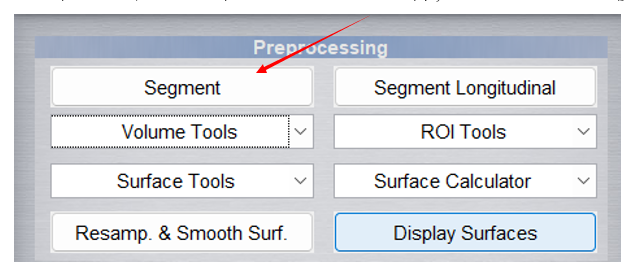 Preprocessing
Segment
Segment Longitudinal
Volume Tools
ROI Tools
Surface Tools
Surface Calculator
Resamp. & Smooth Surf.
Display Surfaces